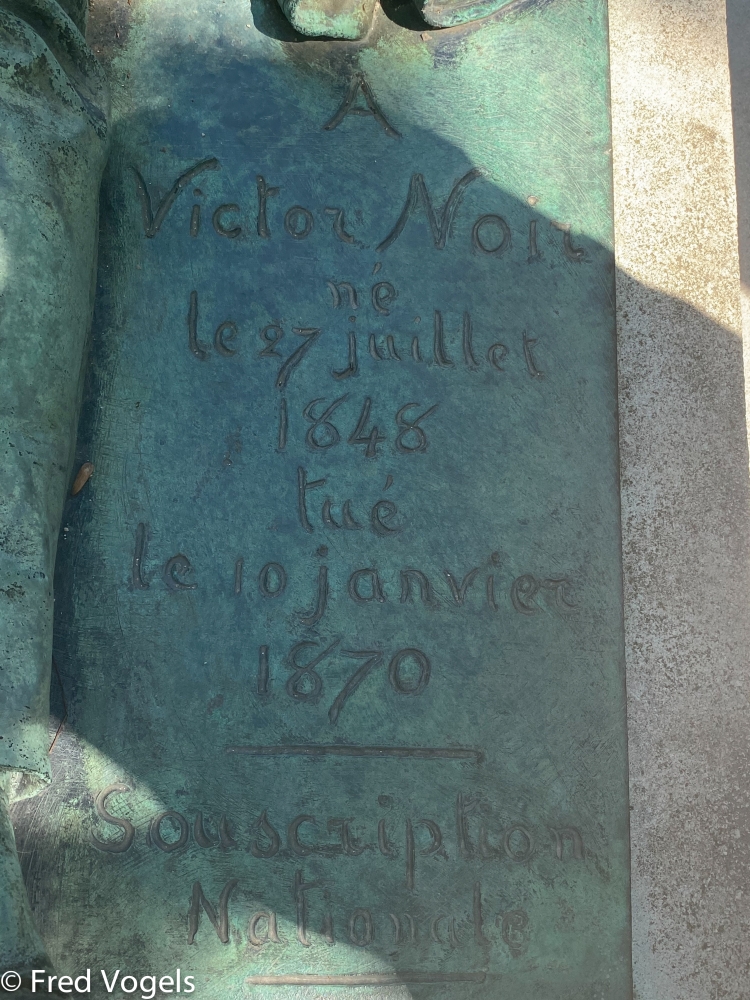 A
Victor Noir
né
le 27 juillet
1848
tué
le 10 janvier
1870
Souscription
Nationale
© Fred Vogels